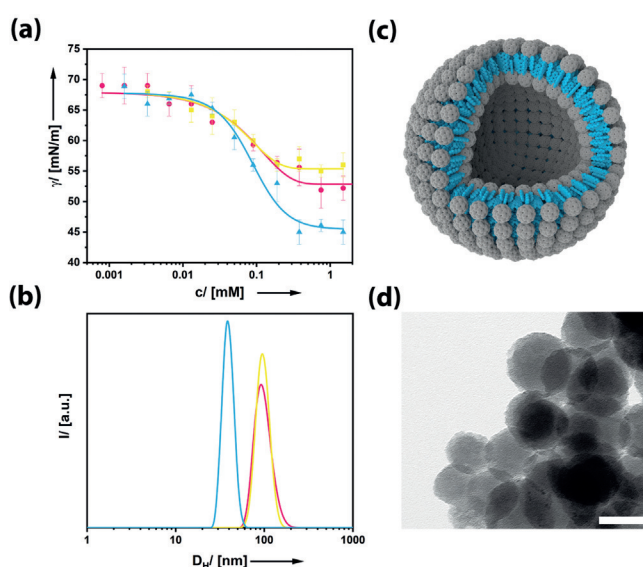 (a)
75
70
65
60
55
50
45
40
γ/ [mN/m]
0.001
0.01
0.1
1
c/ [mM]
(b)
I/ [a.u.]
1
10
100
1000
D_H/ [nm]
(c)
(d)